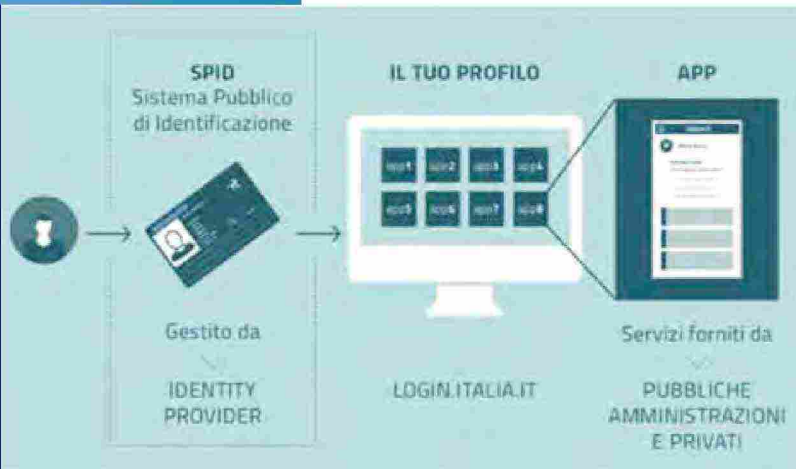 SPID
Sistema Pubblico
di Identificazione
IL TUO PROFILO
APP
app1 app2 app3 app4
app5 app6 app7 app8
Gestito da
IDENTITY
PROVIDER
LOGIN.ITALIA.IT
Servizi forniti da
PUBBLICHE
AMMINISTRAZIONI
E PRIVATI